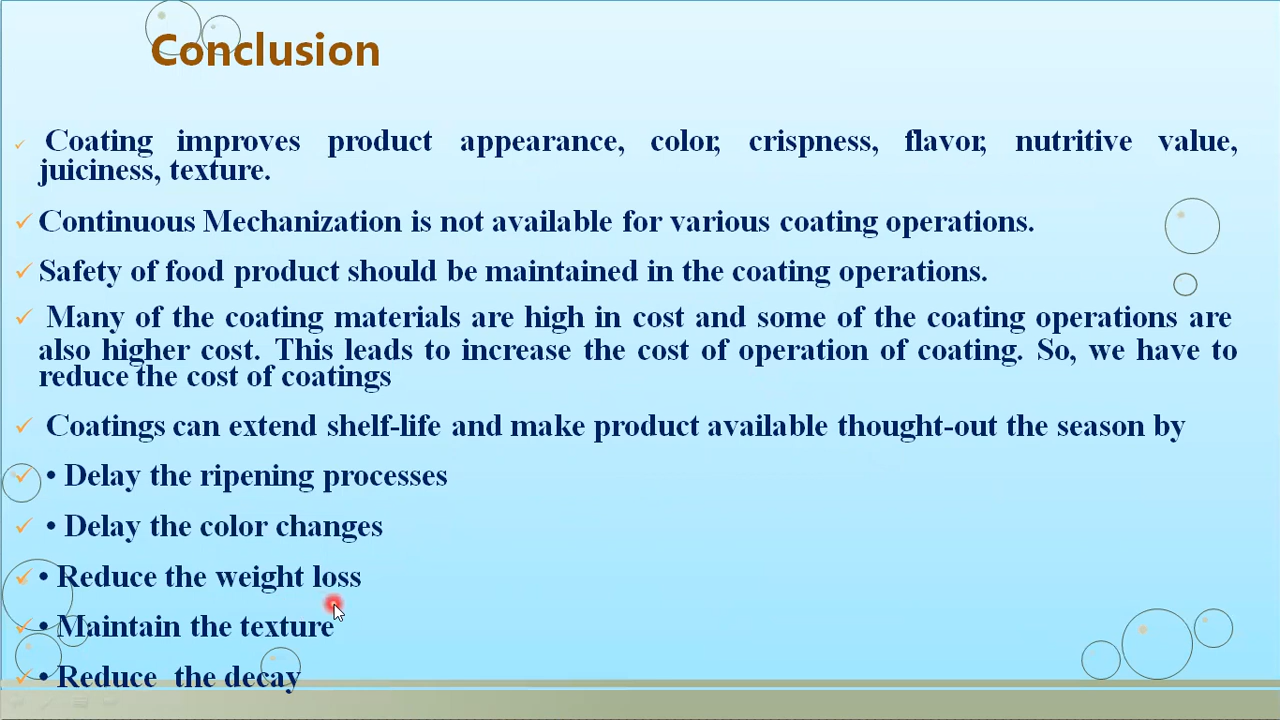 Conclusion
✓ Coating improves product appearance, color, crispness, flavor, nutritive value,
juiciness, texture.
✓ Continuous Mechanization is not available for various coating operations.
✓ Safety of food product should be maintained in the coating operations.
✓ Many of the coating materials are high in cost and some of the coating operations are
also higher cost. This leads to increase the cost of operation of coating. So, we have to
reduce the cost of coatings
✓ Coatings can extend shelf-life and make product available thought-out the season by
✓ • Delay the ripening processes
✓ • Delay the color changes
✓ • Reduce the weight loss
✓ • Maintain the texture
✓ • Reduce the decay